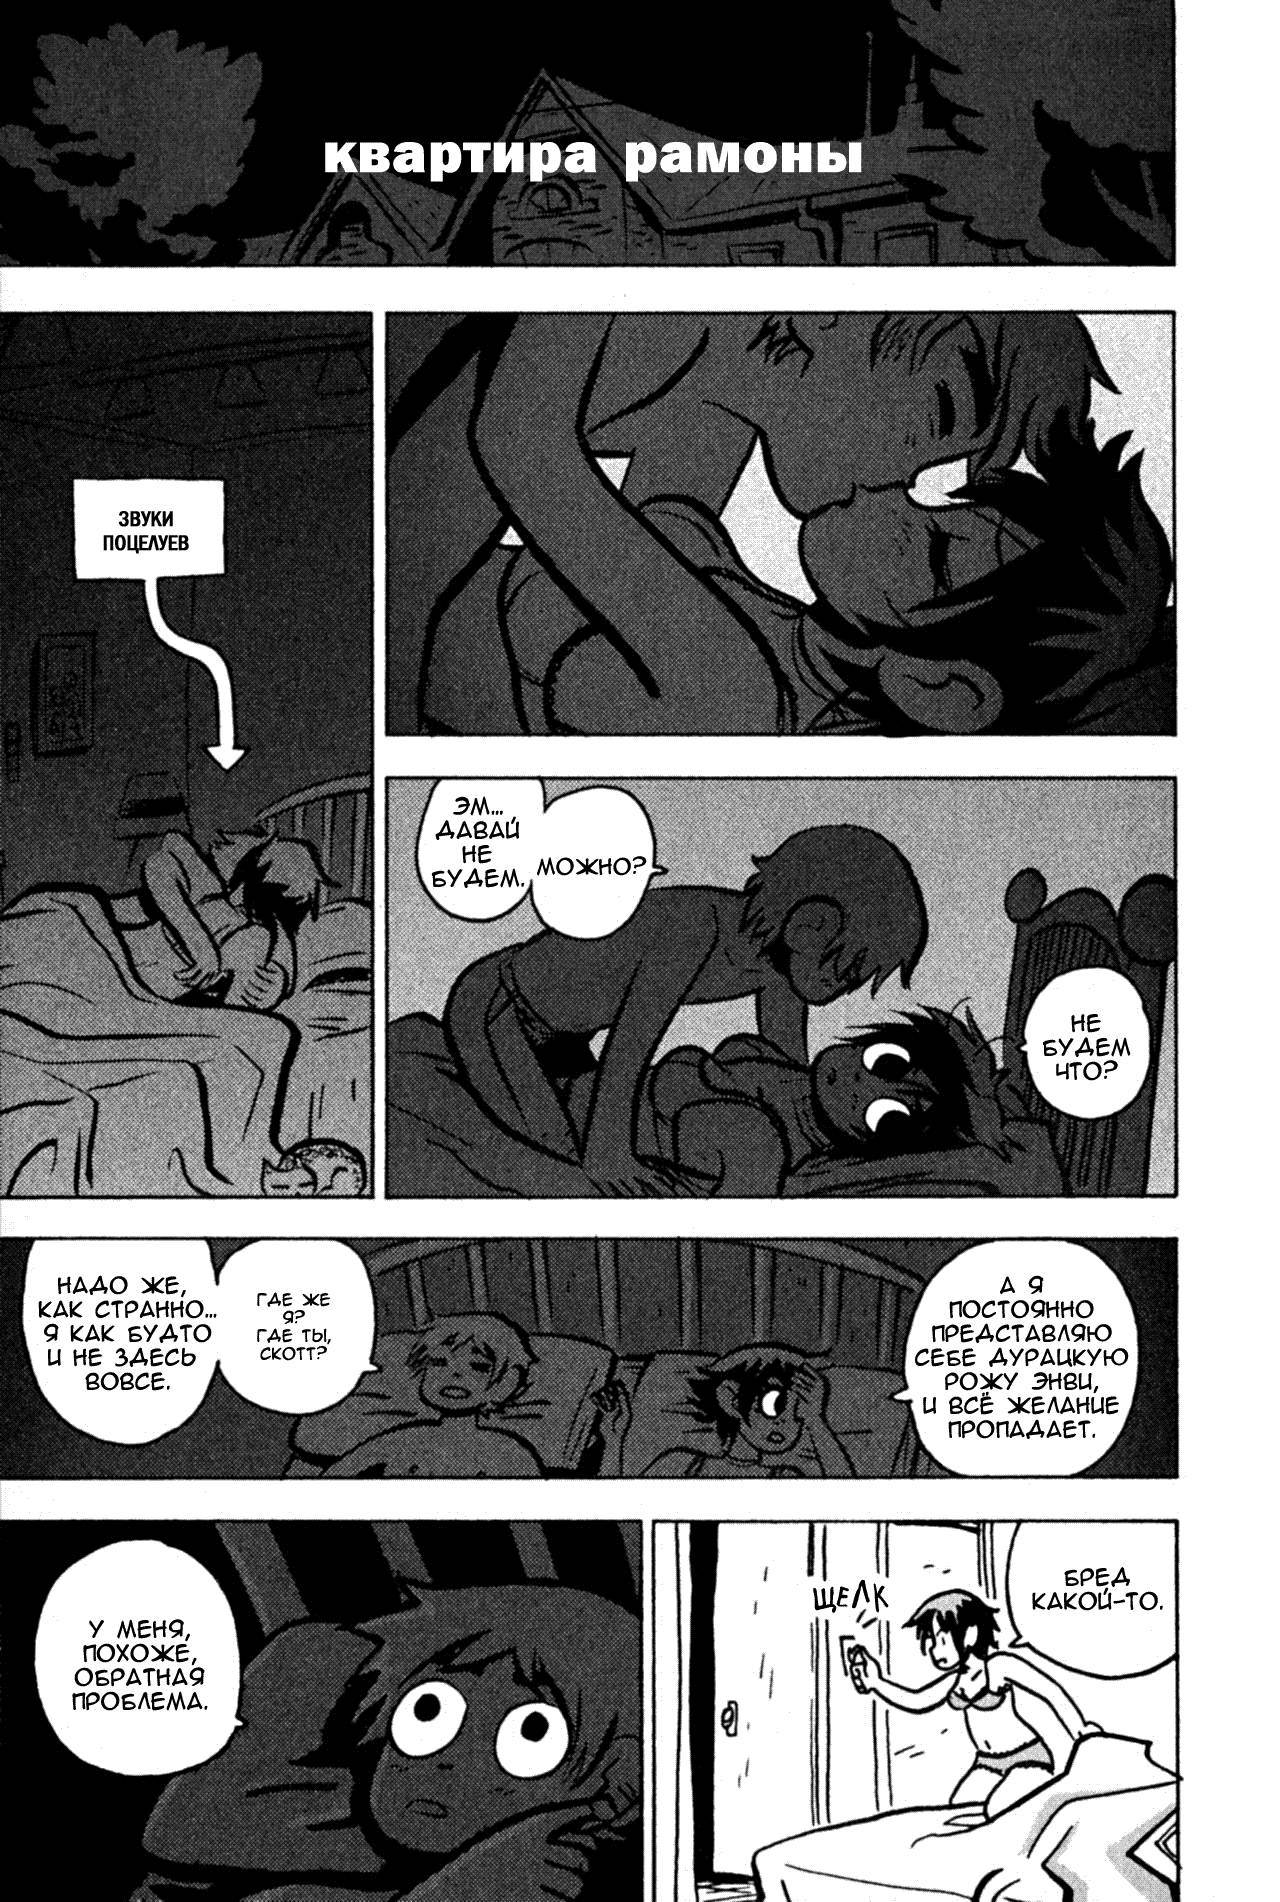 квартира рамоны
ЗВУКИ
ПОЦЕЛУЕВ
ЭМ...
ДАВАЙ
НЕ
БУДЕМ.
МОЖНО?
НЕ
БУДЕМ
ЧТО?
НАДО ЖЕ,
КАК СТРАННО...
Я КАК БУДТО
И НЕ ЗДЕСЬ
ВОВСЕ.
ГДЕ ЖЕ
Я?
ГДЕ ТЫ,
СКОТТ?
А Я
ПОСТОЯННО
ПРЕДСТАВЛЯЮ
СЕБЕ ДУРАЦКУЮ
РОЖУ ЭНВИ,
И ВСЁ ЖЕЛАНИЕ
ПРОПАДАЕТ.
У МЕНЯ,
ПОХОЖЕ,
ОБРАТНАЯ
ПРОБЛЕМА.
ЩЕЛК
БРЕД
КАКОЙ-ТО.